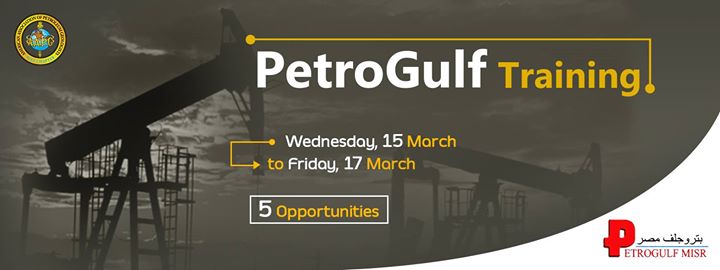 PetroGulf Training
Wednesday, 15 March
to Friday, 17 March
5 Opportunities
بتروجلف مصر
PETROGULF MISR